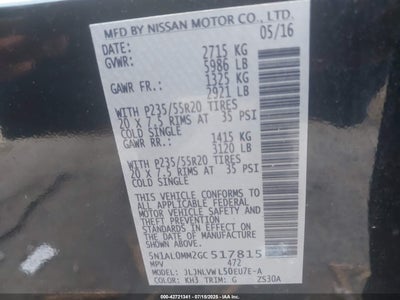 MFD BY NISSAN MOTOR CO., LTD.
05/16
DATE:
GVWR: 2715 KG
5986 LB
GAWR FR.: 1325 KG
2921 LB
WITH P235/55R20 TIRES
20 X 7.5 RIMS AT 35 PSI
COLD SINGLE
GAWR RR.: 1415 KG
3120 LB
WITH P235/55R20 TIRES
20 X 7.5 RIMS AT 35 PSI
COLD SINGLE
THIS VEHICLE CONFORMS TO
ALL APPLICABLE U.S. FEDERAL
MOTOR VEHICLE SAFETY AND
THEFT PREVENTION STANDARDS
IN EFFECT ON THE DATE OF
MANUFACTURE SHOWN ABOVE.
5N1AL0MM2GC517815
MPV 472
MODEL: JLJNLVWL50EU7E-A
COLOR: KH3 TRIM: G ZS30A
ID: 42721341 - 07/18/2025 - ©IAA, Inc.